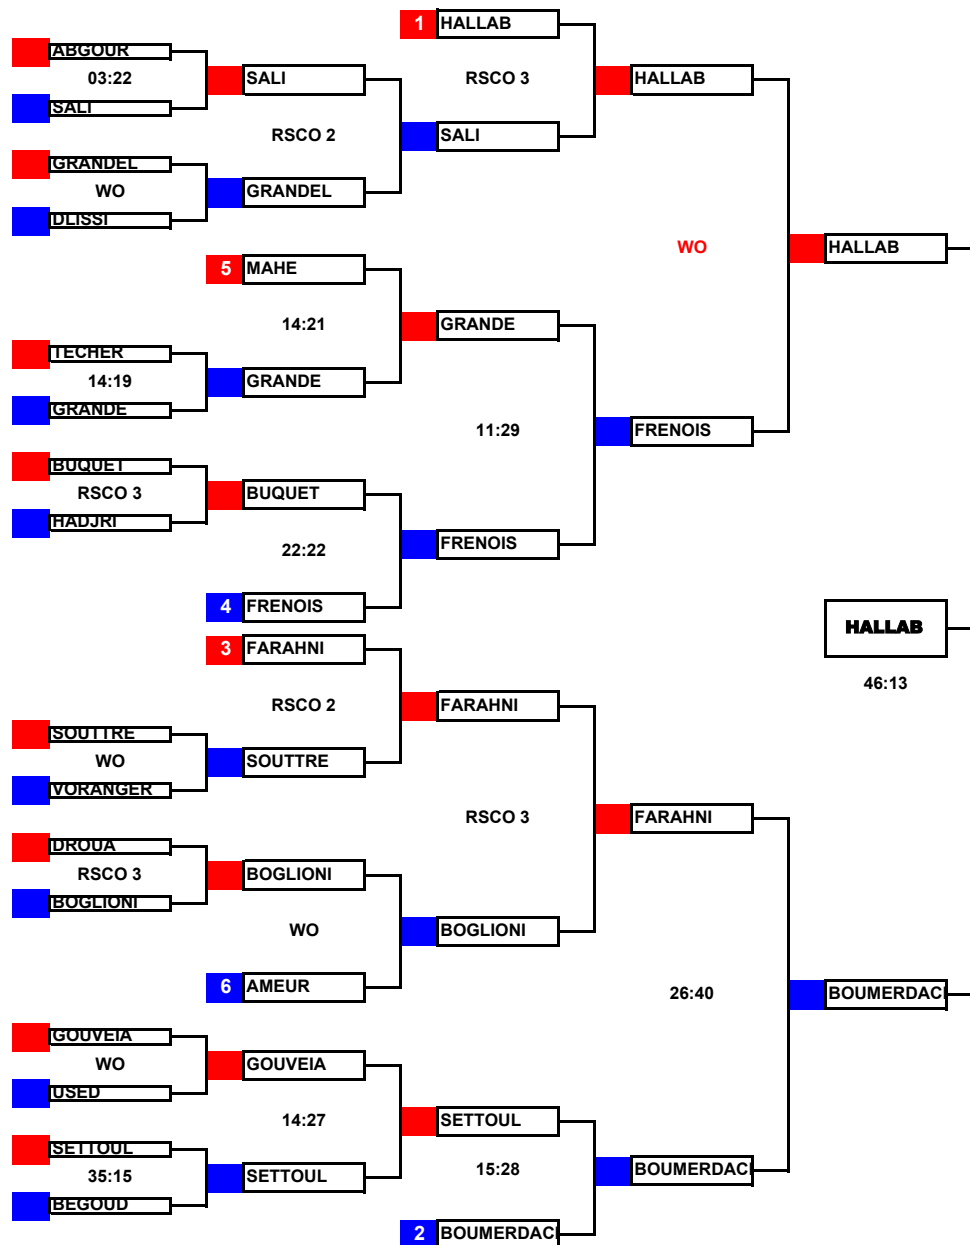 1 HALLAB
ABGOUR
03:22
SALI
RSCO 3
HALLAB
SALI
RSCO 2
SALI
GRANDEL
WO
GRANDEL
DLISSI
WO
HALLAB
5 MAHE
14:21
GRANDE
TECHER
14:19
GRANDE
GRANDE
11:29
FRENOIS
BUQUET
RSCO 3
BUQUET
HADJRI
22:22
FRENOIS
4 FRENOIS
HALLAB
3 FARAHNI
46:13
RSCO 2
FARAHNI
SOUTTRE
WO
SOUTTRE
VORANGER
RSCO 3
FARAHNI
DROUA
RSCO 3
BOGLIONI
BOGLIONI
WO
BOGLIONI
6 AMEUR
26:40
BOUMERDACI
GOUVEIA
WO
GOUVEIA
USED
14:27
SETTOUL
SETTOUL
35:15
SETTOUL
15:28
BOUMERDACI
BEGOUD
2 BOUMERDACI